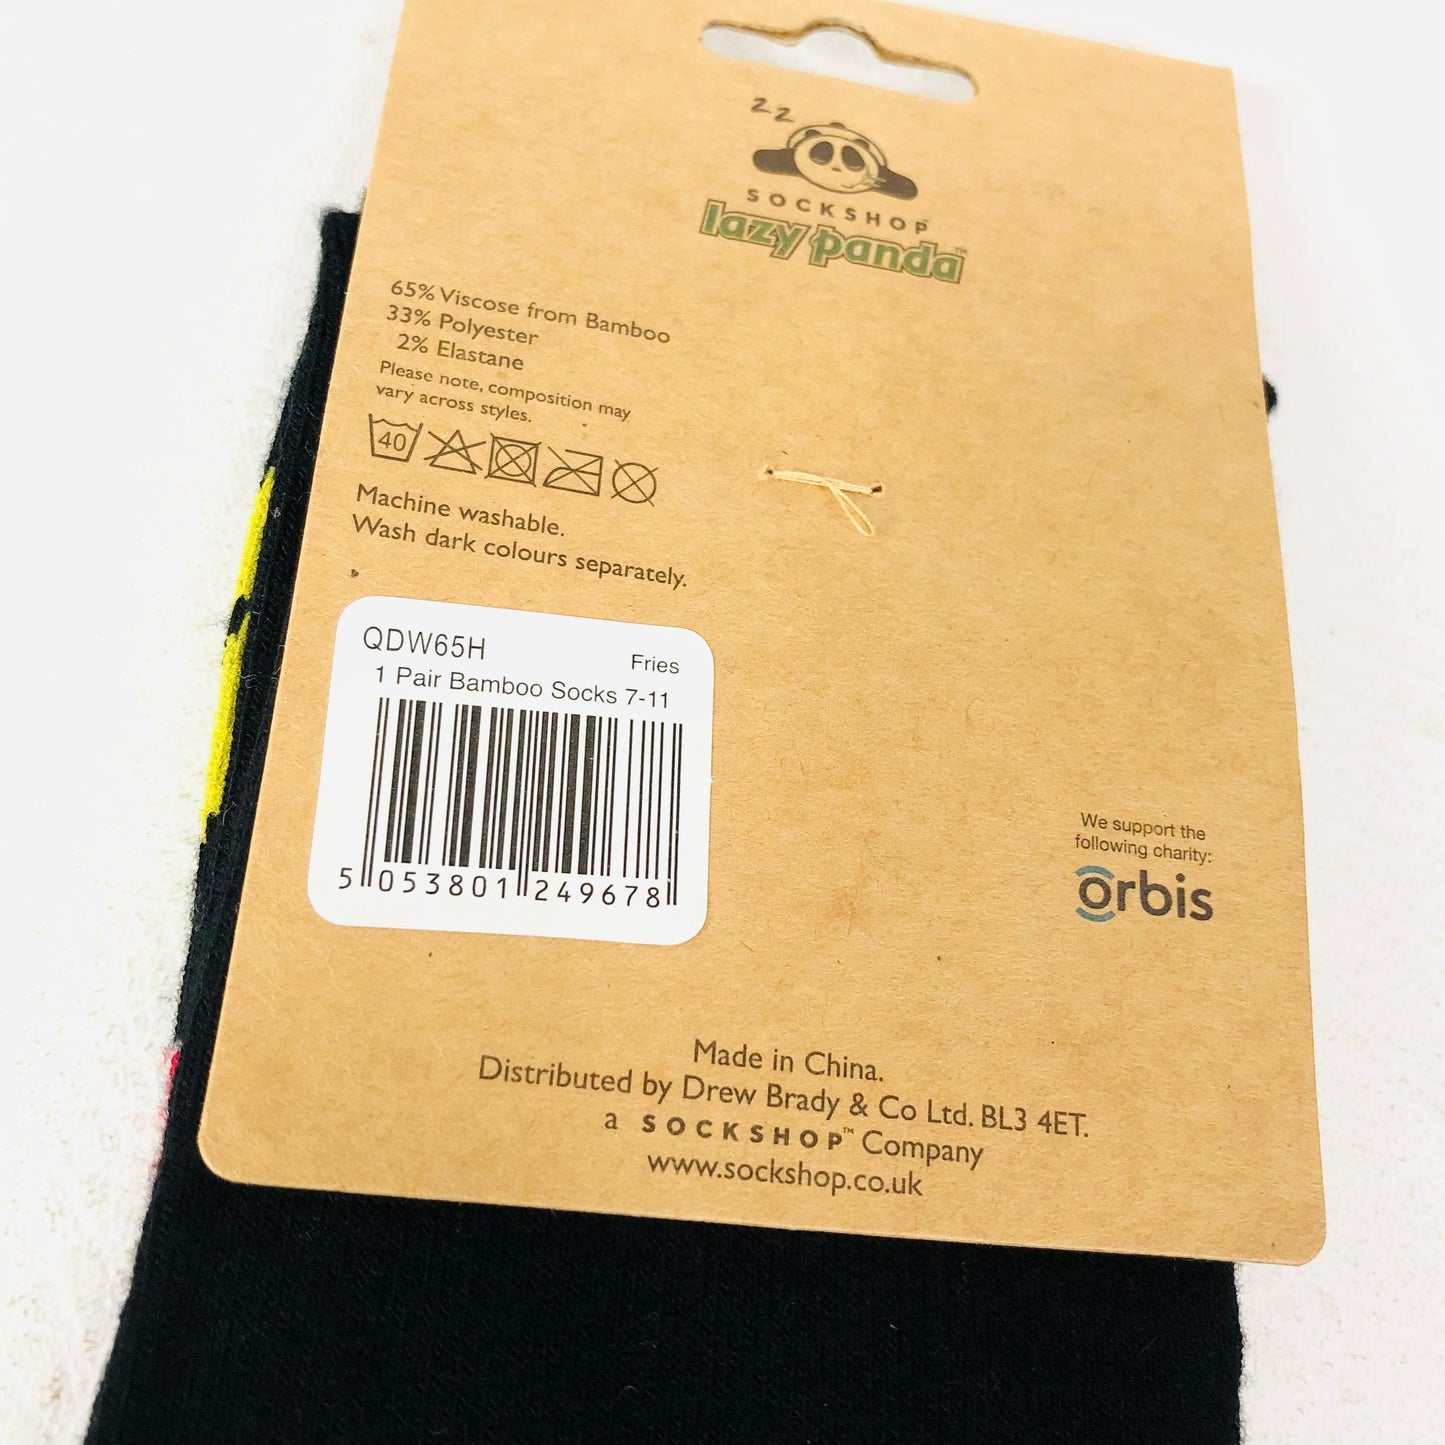 z z
SOCKSHOP
lazy panda™
65% Viscose from Bamboo
33% Polyester
2% Elastane
Please note, composition may
vary across styles.
40
Machine washable.
Wash dark colours separately.
QDW65H
Fries
1 Pair Bamboo Socks 7-11
5 053801 249678
We support the
following charity:
orbis
Made in China.
Distributed by Drew Brady & Co Ltd. BL3 4ET.
a SOCKSHOP™ Company
www.sockshop.co.uk